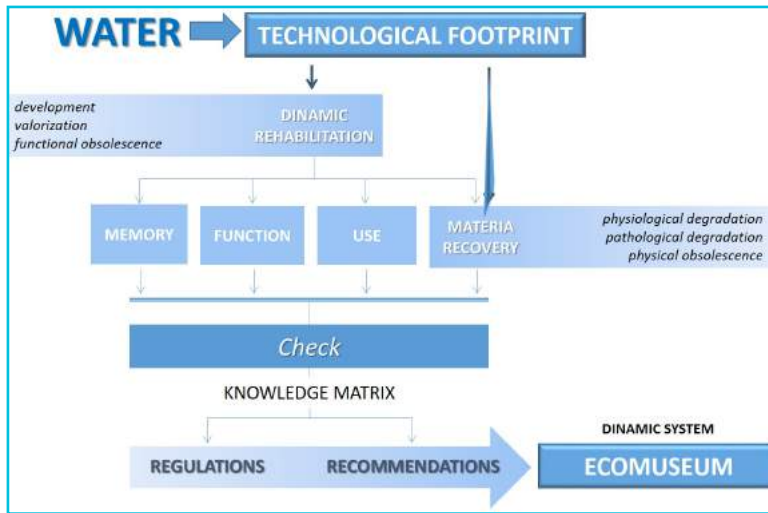 WATER
TECHNOLOGICAL FOOTPRINT
development
valorization
functional obsolescence
DINAMIC
REHABILITATION
MEMORY
FUNCTION
USE
MATERIA
RECOVERY
physiological degradation
pathological degradation
physical obsolescence
Check
KNOWLEDGE MATRIX
REGULATIONS
RECOMMENDATIONS
DINAMIC SYSTEM
ECOMUSEUM